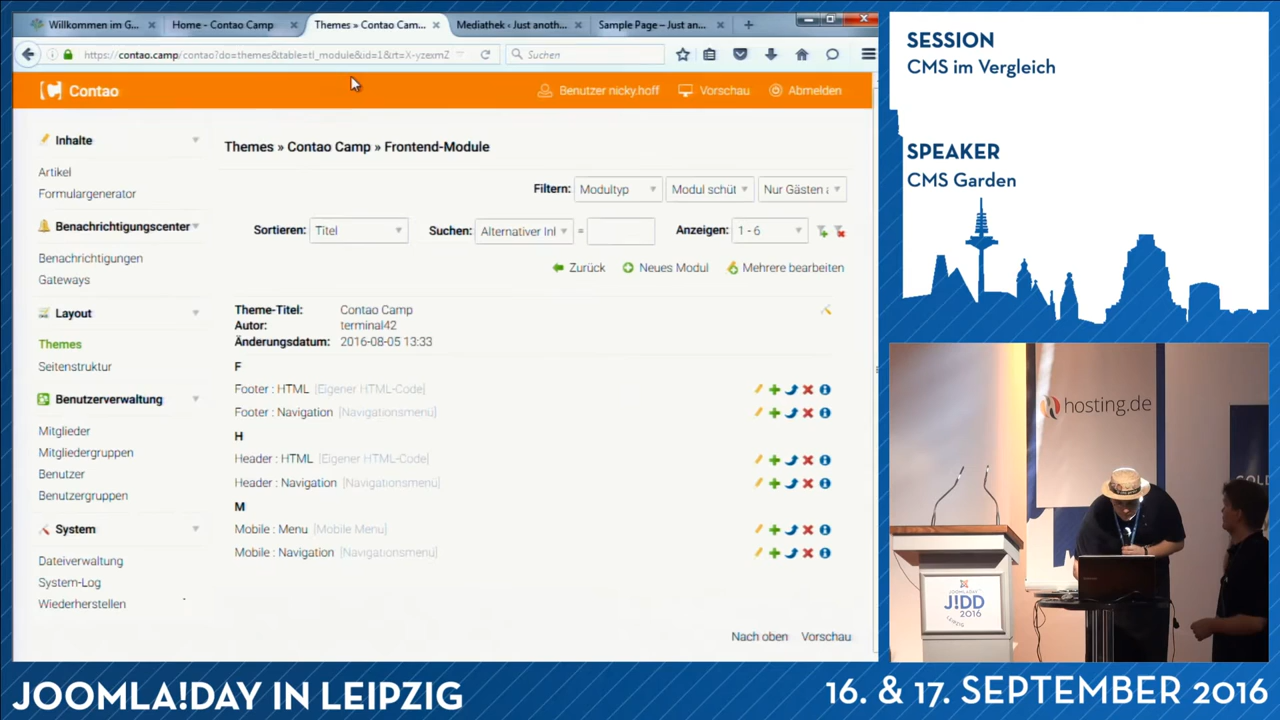 Willkommen im G...
Home - Contao Camp
Themes » Contao Cam...
Mediathek ‹ Just anoth...
Sample Page – Just an...
https://contao.camp/contao?do=themes&table=tl_module&id=1&rt=X-yzexmZ
Suchen
Contao
Benutzer nicky.hoff
Vorschau
Abmelden
Inhalte
Artikel
Formulargenerator
Benachrichtigungscenter
Benachrichtigungen
Gateways
Layout
Themes
Seitenstruktur
Benutzerverwaltung
Mitglieder
Mitgliedergruppen
Benutzer
Benutzergruppen
System
Dateiverwaltung
System-Log
Wiederherstellen
Themes » Contao Camp » Frontend-Module
Filtern: Modultyp Modul schüt Nur Gästen
Sortieren: Titel Suchen: Alternativer Inl = Anzeigen: 1 - 6
Zurück Neues Modul Mehrere bearbeiten
Theme-Titel: Contao Camp
Autor: terminal42
Änderungsdatum: 2016-08-05 13:33
F
Footer : HTML [Eigener HTML-Code]
Footer : Navigation [Navigationsmenü]
H
Header : HTML [Eigener HTML-Code]
Header : Navigation [Navigationsmenü]
M
Mobile : Menu [Mobile Menu]
Mobile : Navigation [Navigationsmenü]
Nach oben Vorschau
SESSION
CMS im Vergleich
SPEAKER
CMS Garden
hosting.de
GOLD
JOOMLA!DAY
J!DD
2016
LEIPZIG
JOOMLA!DAY IN LEIPZIG
16. & 17. SEPTEMBER 2016